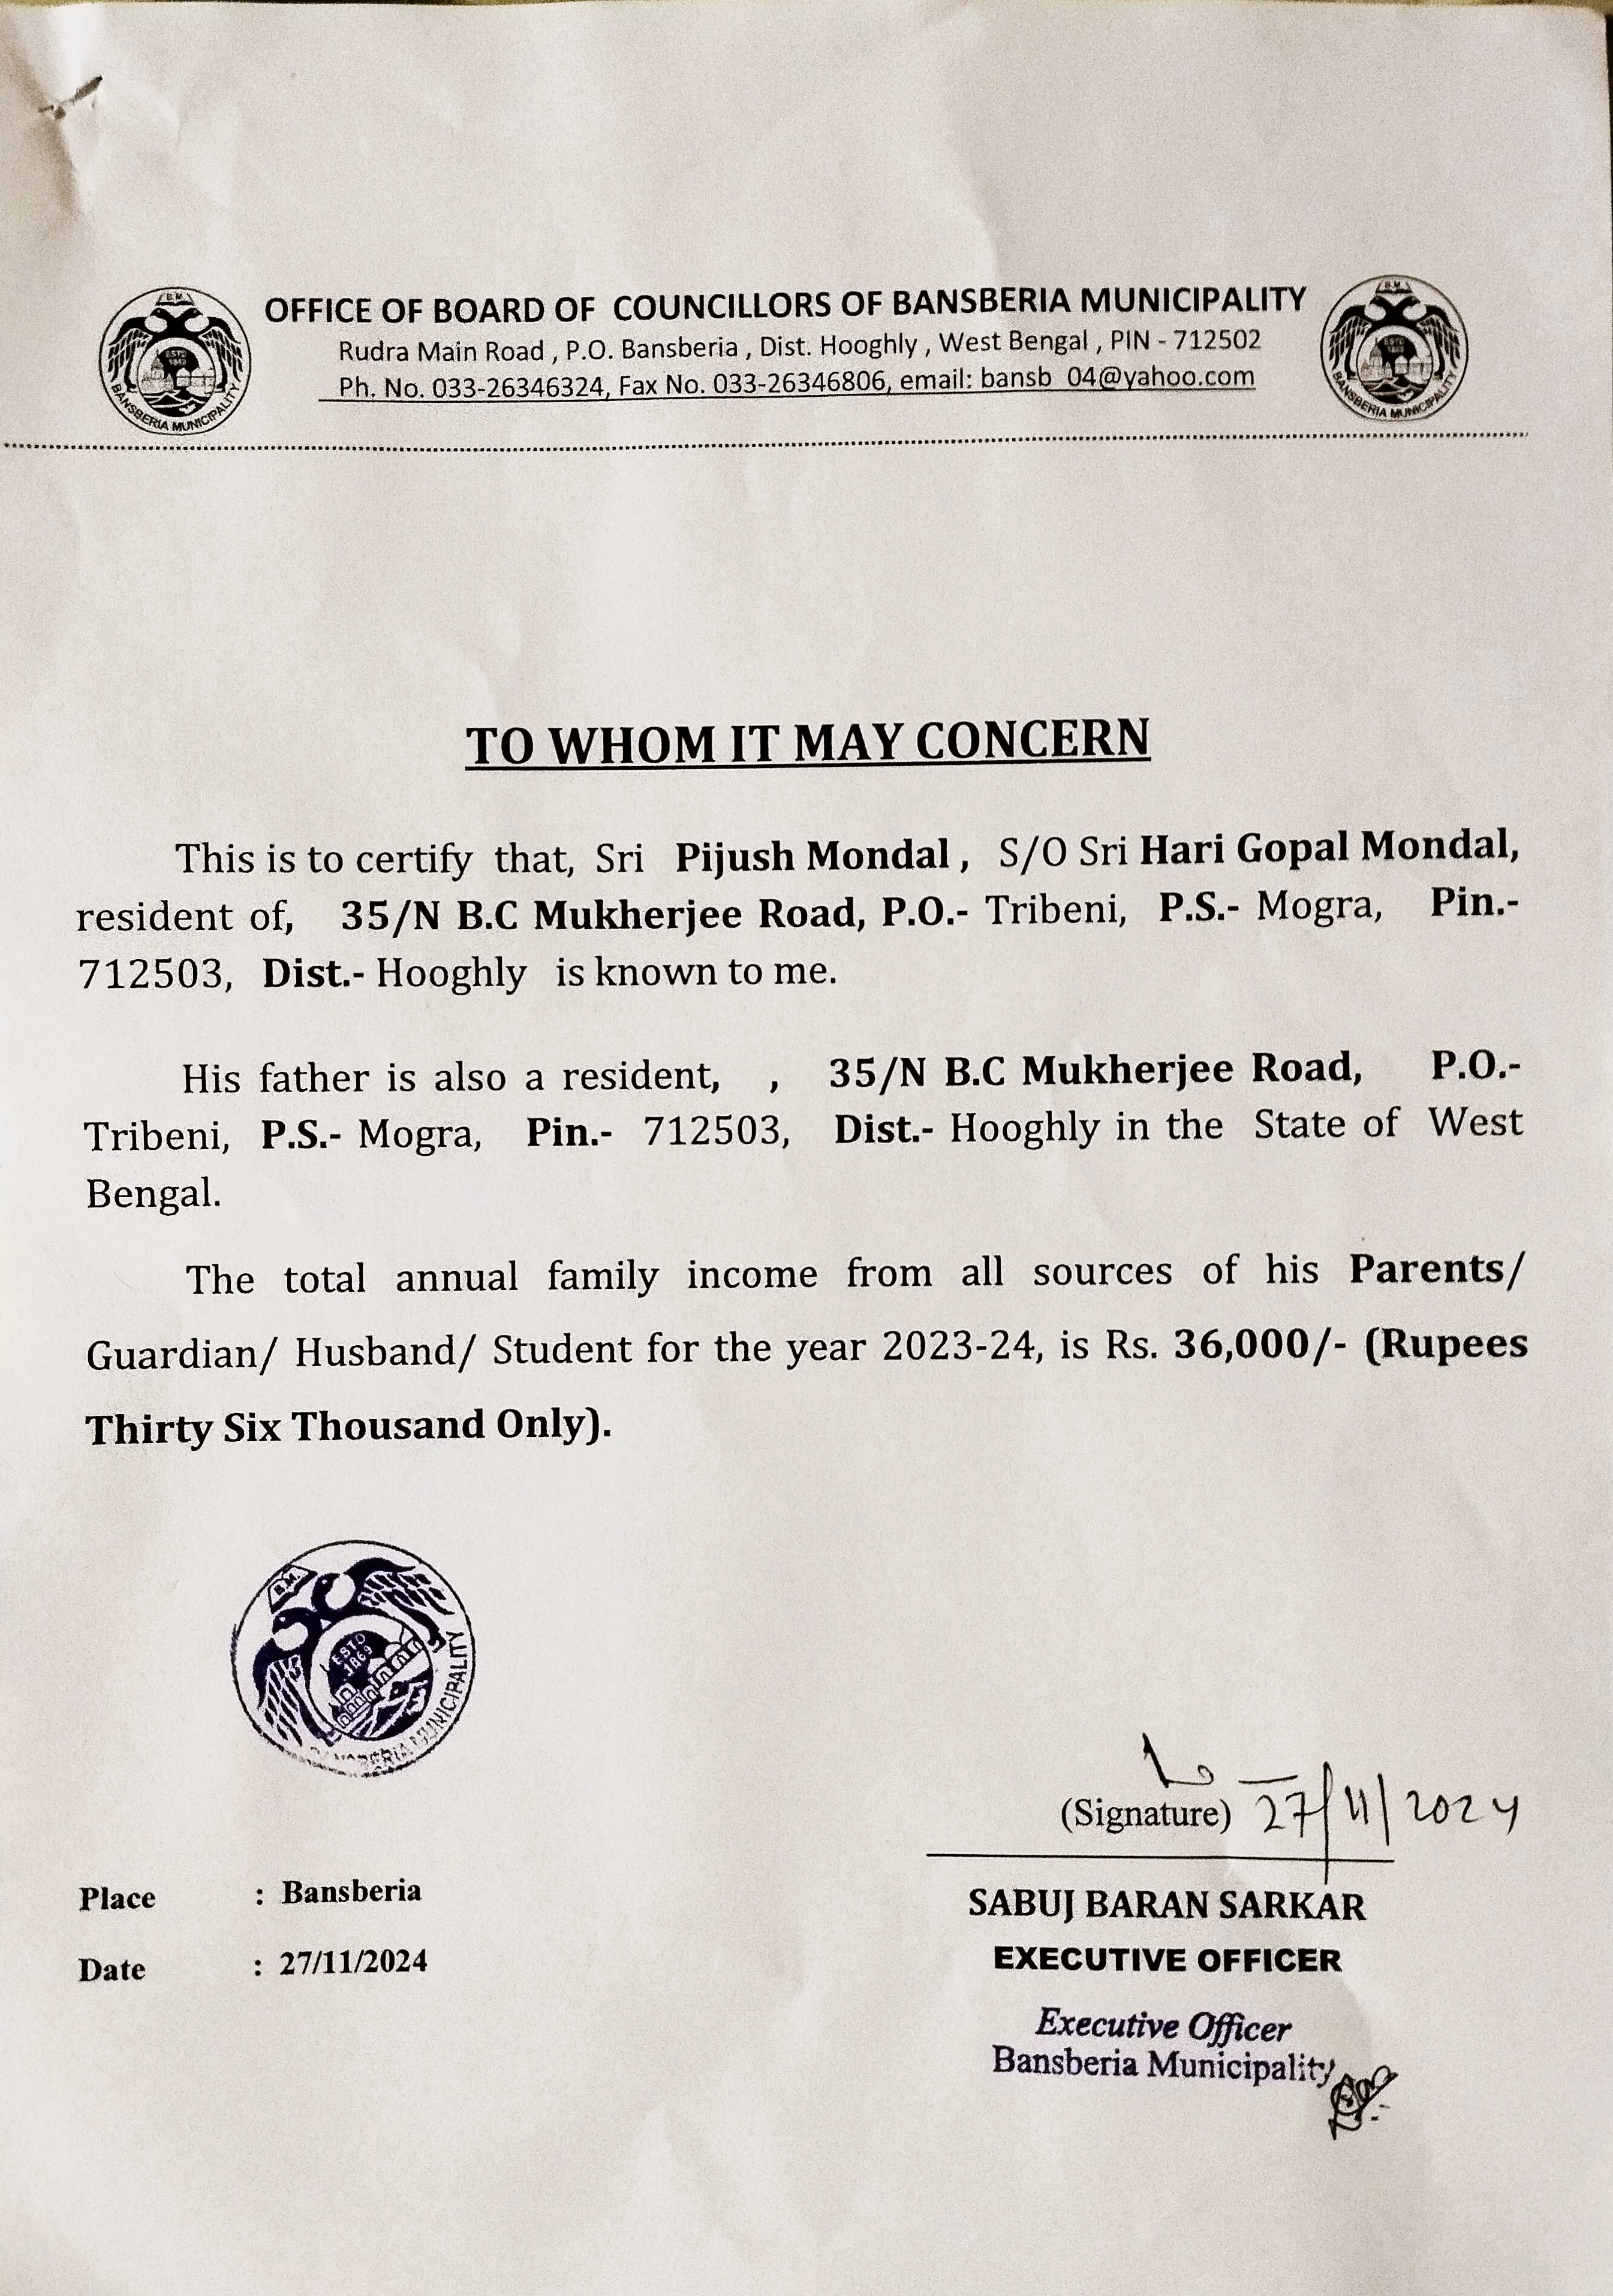 B.M.
ESTD
1869
BANSBERIA MUNICIPALITY
OFFICE OF BOARD OF COUNCILLORS OF BANSBERIA MUNICIPALITY
Rudra Main Road , P.O. Bansberia , Dist. Hooghly , West Bengal , PIN - 712502
Ph. No. 033-26346324, Fax No. 033-26346806, email: bansb_04@yahoo.com
B.M.
ESTD
1869
BANSBERIA MUNICIPALITY
TO WHOM IT MAY CONCERN
This is to certify that, Sri Pijush Mondal , S/O Sri Hari Gopal Mondal,
resident of, 35/N B.C Mukherjee Road, P.O.- Tribeni, P.S.- Mogra, Pin.-
712503, Dist.- Hooghly is known to me.
His father is also a resident, , 35/N B.C Mukherjee Road, P.O.-
Tribeni, P.S.- Mogra, Pin.- 712503, Dist.- Hooghly in the State of West
Bengal.
The total annual family income from all sources of his Parents/
Guardian/ Husband/ Student for the year 2023-24, is Rs. 36,000/- (Rupees
Thirty Six Thousand Only).
B.M.
ESTD
1869
BANSBERIA MUNICIPALITY
(Signature) 27/11/2024
Place : Bansberia
Date : 27/11/2024
SABUJ BARAN SARKAR
EXECUTIVE OFFICER
Executive Officer
Bansberia Municipality